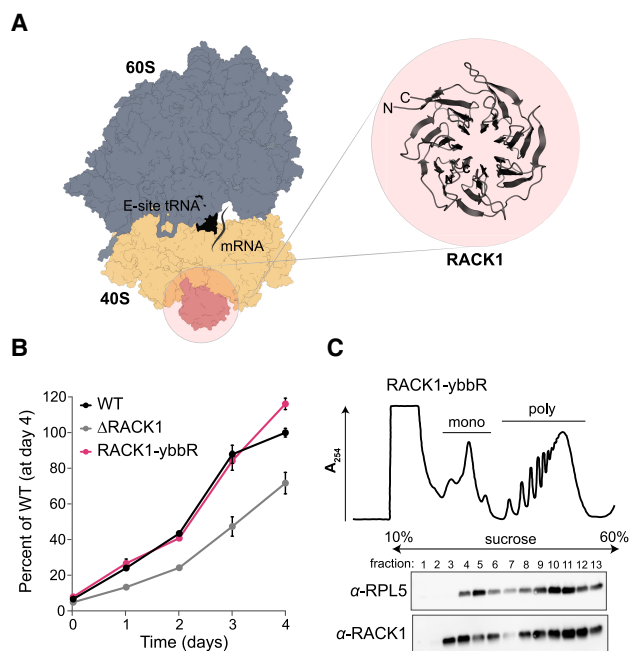 A
60S
E-site tRNA
mRNA
40S
C
N
RACK1
B
Percent of WT (at day 4)
120
100
80
60
40
20
0
WT
ΔRACK1
RACK1-ybbR
0 1 2 3 4
Time (days)
C
RACK1-ybbR
mono
poly
A254
10% sucrose 60%
fraction: 1 2 3 4 5 6 7 8 9 10 11 12 13
α-RPL5
α-RACK1